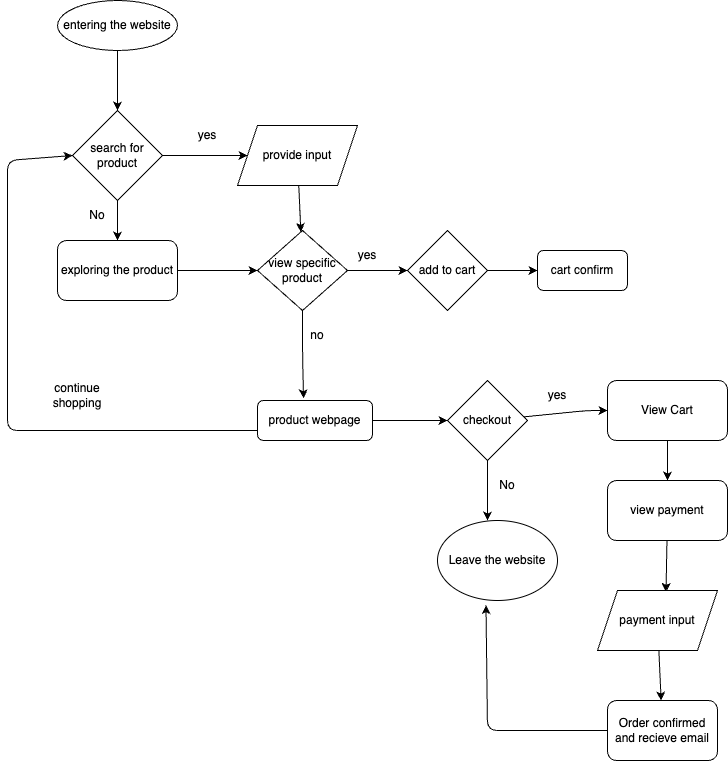 entering the website
search for
product
yes
provide input
No
exploring the product
view specific
product
yes
add to cart
cart confirm
no
continue
shopping
product webpage
checkout
yes
View Cart
No
view payment
Leave the website
payment input
Order confirmed
and recieve email